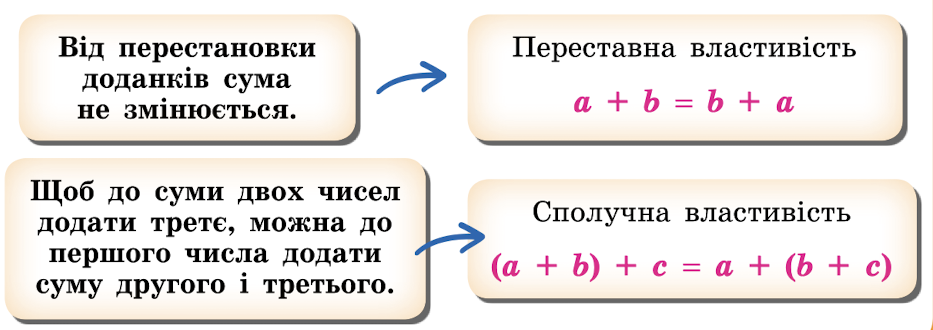 Від перестановки
доданків сума
не змінюється.
Переставна властивість
a + b = b + a
Щоб до суми двох чисел
додати третє, можна до
першого числа додати
суму другого і третього.
Сполучна властивість
(a + b) + c = a + (b + c)